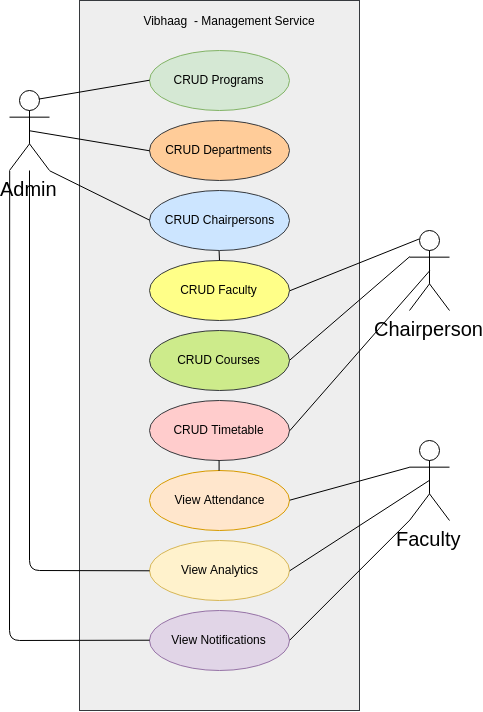 Vibhaag - Management Service
CRUD Programs
CRUD Departments
Admin
CRUD Chairpersons
CRUD Faculty
Chairperson
CRUD Courses
CRUD Timetable
View Attendance
Faculty
View Analytics
View Notifications